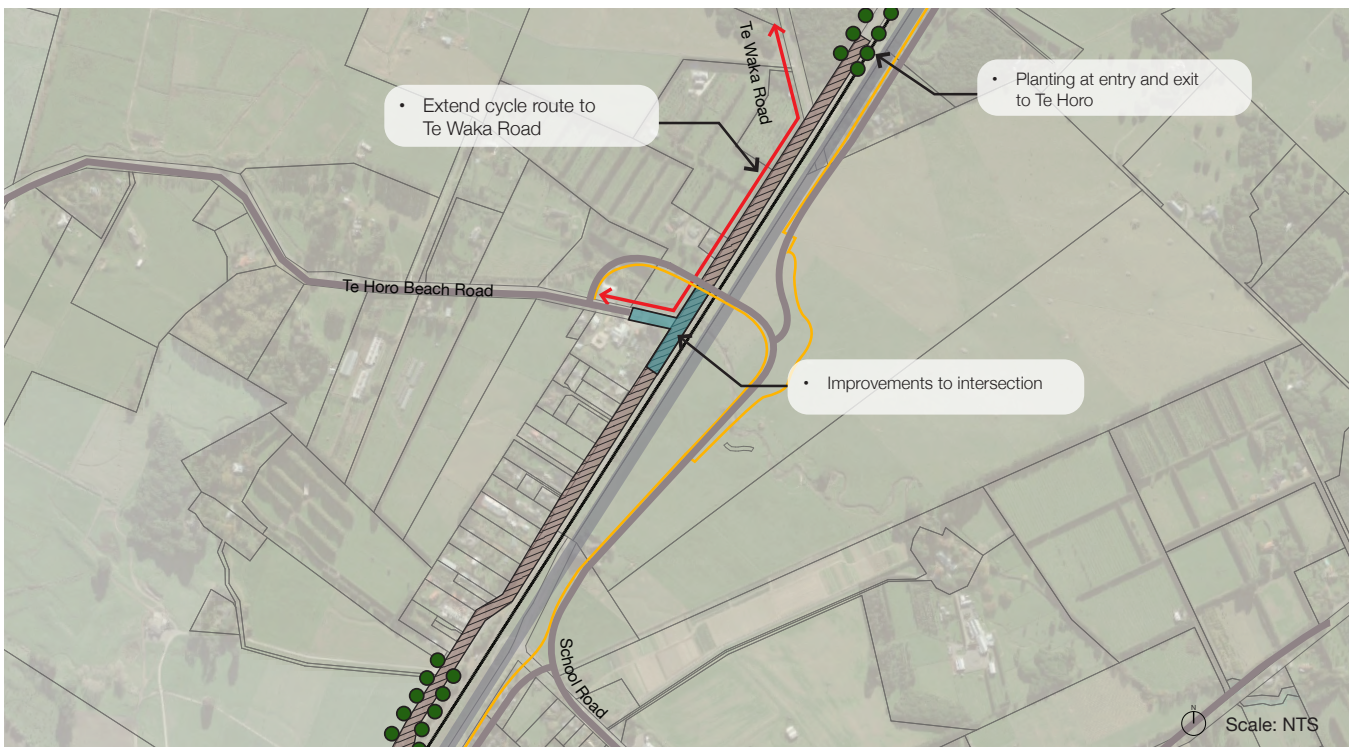 Te Waka Road
• Planting at entry and exit
to Te Horo
• Extend cycle route to
Te Waka Road
Te Horo Beach Road
• Improvements to intersection
School Road
N
Scale: NTS